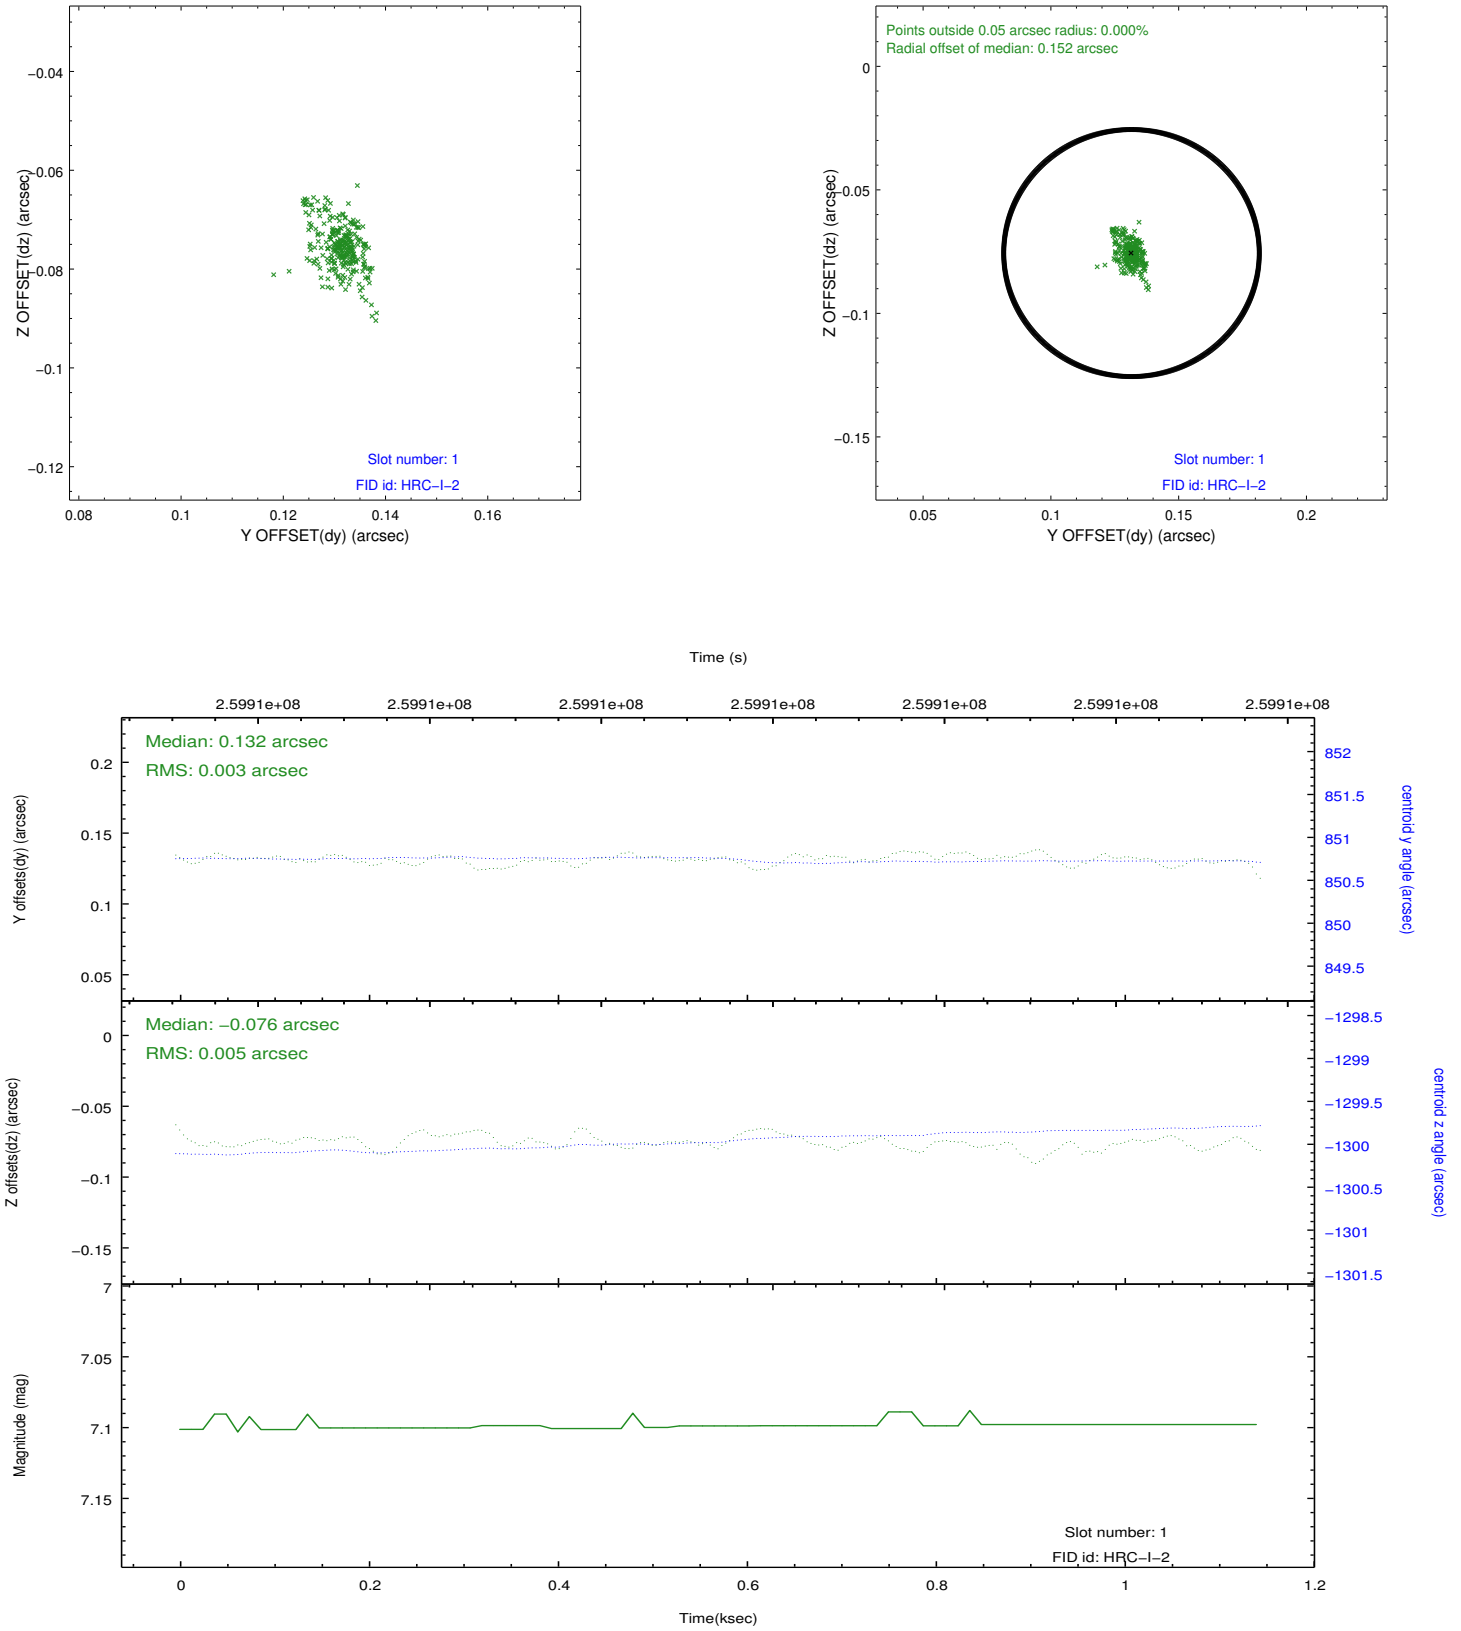 −0.04
−0.06
−0.08
−0.1
−0.12
Z OFFSET(dz) (arcsec)
Slot number: 1
FID id: HRC−I−2
0.08
0.1
0.12
0.14
0.16
Y OFFSET(dy) (arcsec)
Points outside 0.05 arcsec radius: 0.000%
Radial offset of median: 0.152 arcsec
0
−0.05
−0.1
−0.15
Z OFFSET(dz) (arcsec)
Slot number: 1
FID id: HRC−I−2
0.05
0.1
0.15
0.2
Y OFFSET(dy) (arcsec)
Time (s)
2.5991e+08
2.5991e+08
2.5991e+08
2.5991e+08
2.5991e+08
2.5991e+08
2.5991e+08
Median: 0.132 arcsec
RMS: 0.003 arcsec
0.2
0.15
0.1
0.05
Y offsets(dy) (arcsec)
852
851.5
851
850.5
850
849.5
centroid y angle (arcsec)
Median: −0.076 arcsec
RMS: 0.005 arcsec
0
−0.05
−0.1
−0.15
Z offsets(dz) (arcsec)
−1298.5
−1299
−1299.5
−1300
−1300.5
−1301
−1301.5
centroid z angle (arcsec)
7
7.05
7.1
7.15
Magnitude (mag)
Slot number: 1
FID id: HRC−I−2
0
0.2
0.4
0.6
0.8
1
1.2
Time(ksec)